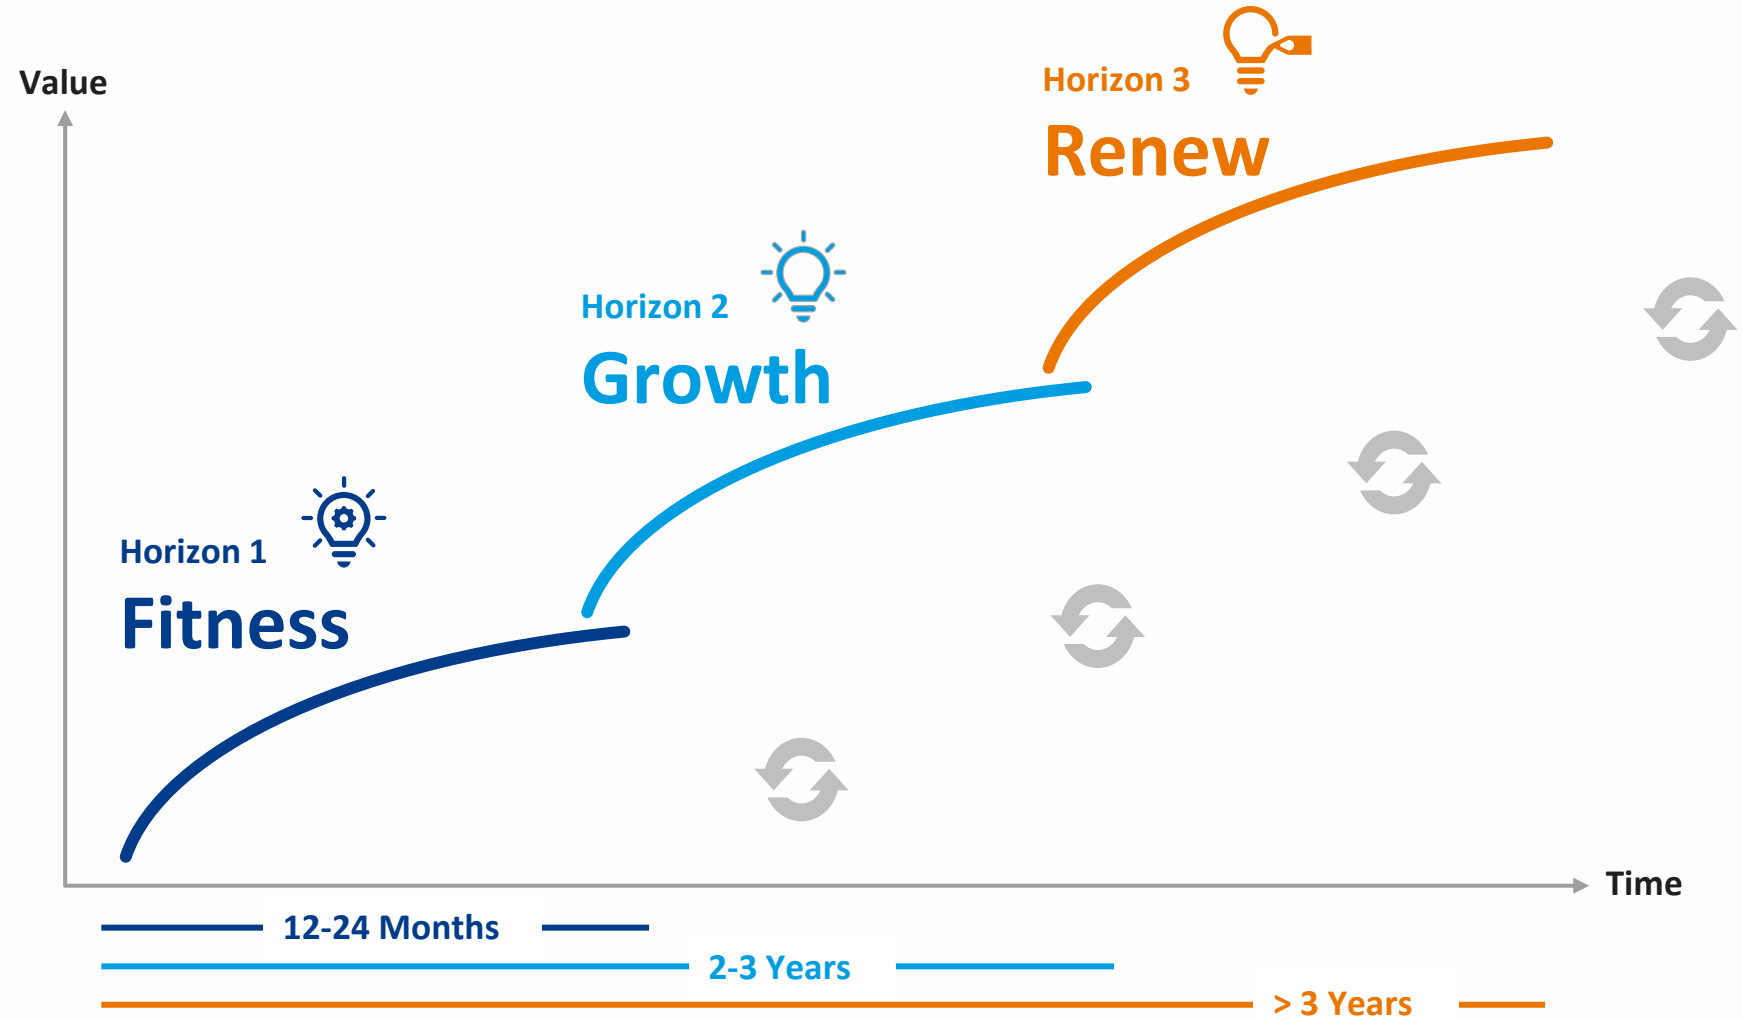 Value
Horizon 3
Renew
Horizon 2
Growth
Horizon 1
Fitness
Time
12-24 Months
2-3 Years
> 3 Years